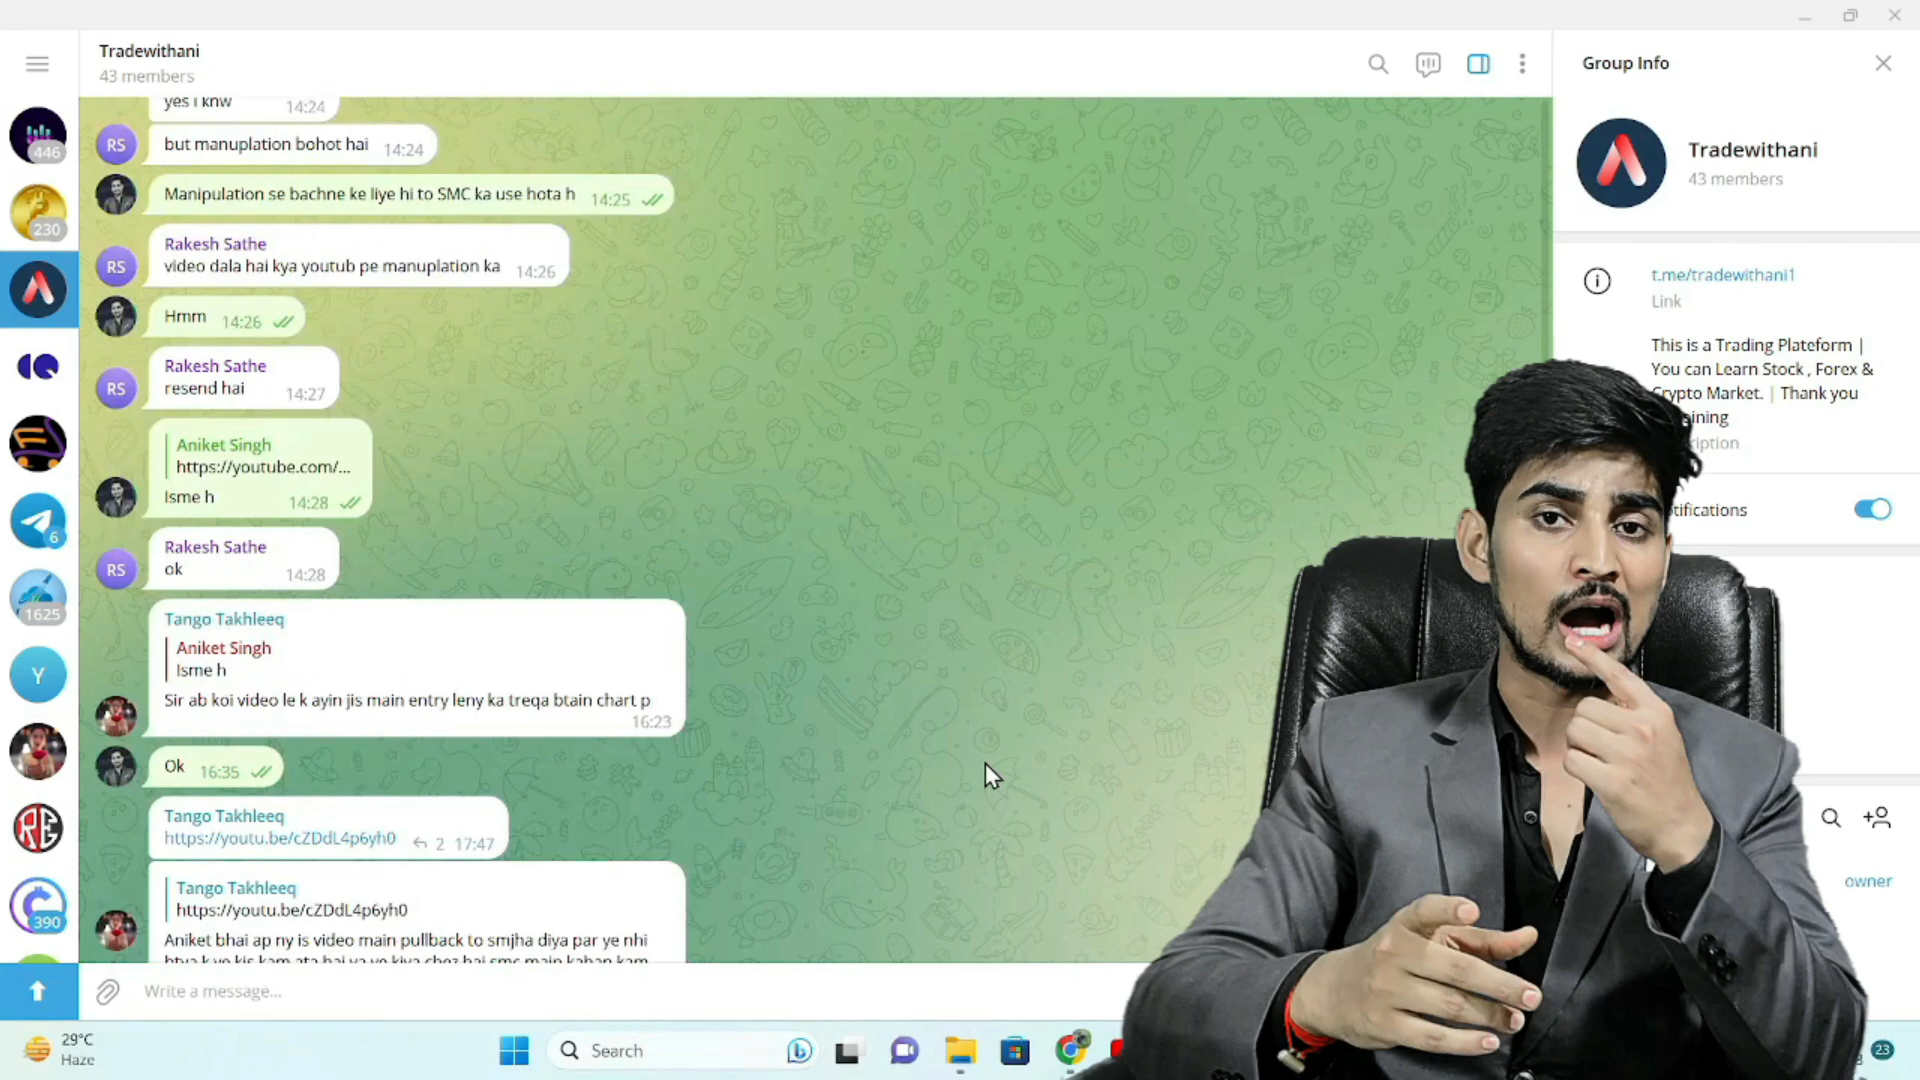 Tradewithani
43 members
Group Info
446
230
6
1625
Y
RE
390
yes i knw 14:24
RS
but manuplation bohot hai 14:24
Manipulation se bachne ke liye hi to SMC ka use hota h 14:25
Rakesh Sathe
RS
video dala hai kya youtub pe manuplation ka 14:26
Hmm 14:26
Rakesh Sathe
RS
resend hai 14:27
Aniket Singh
https://youtube.com/...
Isme h 14:28
Rakesh Sathe
RS
ok 14:28
Tango Takhleeq
Aniket Singh
Isme h
Sir ab koi video le k ayin jis main entry leny ka treqa btain chart p
16:23
Ok 16:35
Tango Takhleeq
https://youtu.be/cZDdL4p6yh0 2 17:47
Tango Takhleeq
https://youtu.be/cZDdL4p6yh0
Aniket bhai ap ny is video main pullback to smjha diya par ye nhi
Write a message...
Tradewithani
43 members
t.me/tradewithani1
Link
This is a Trading Plateform |
You can Learn Stock , Forex &
Crypto Market. | Thank you
owner
29°C
Haze
Search
23